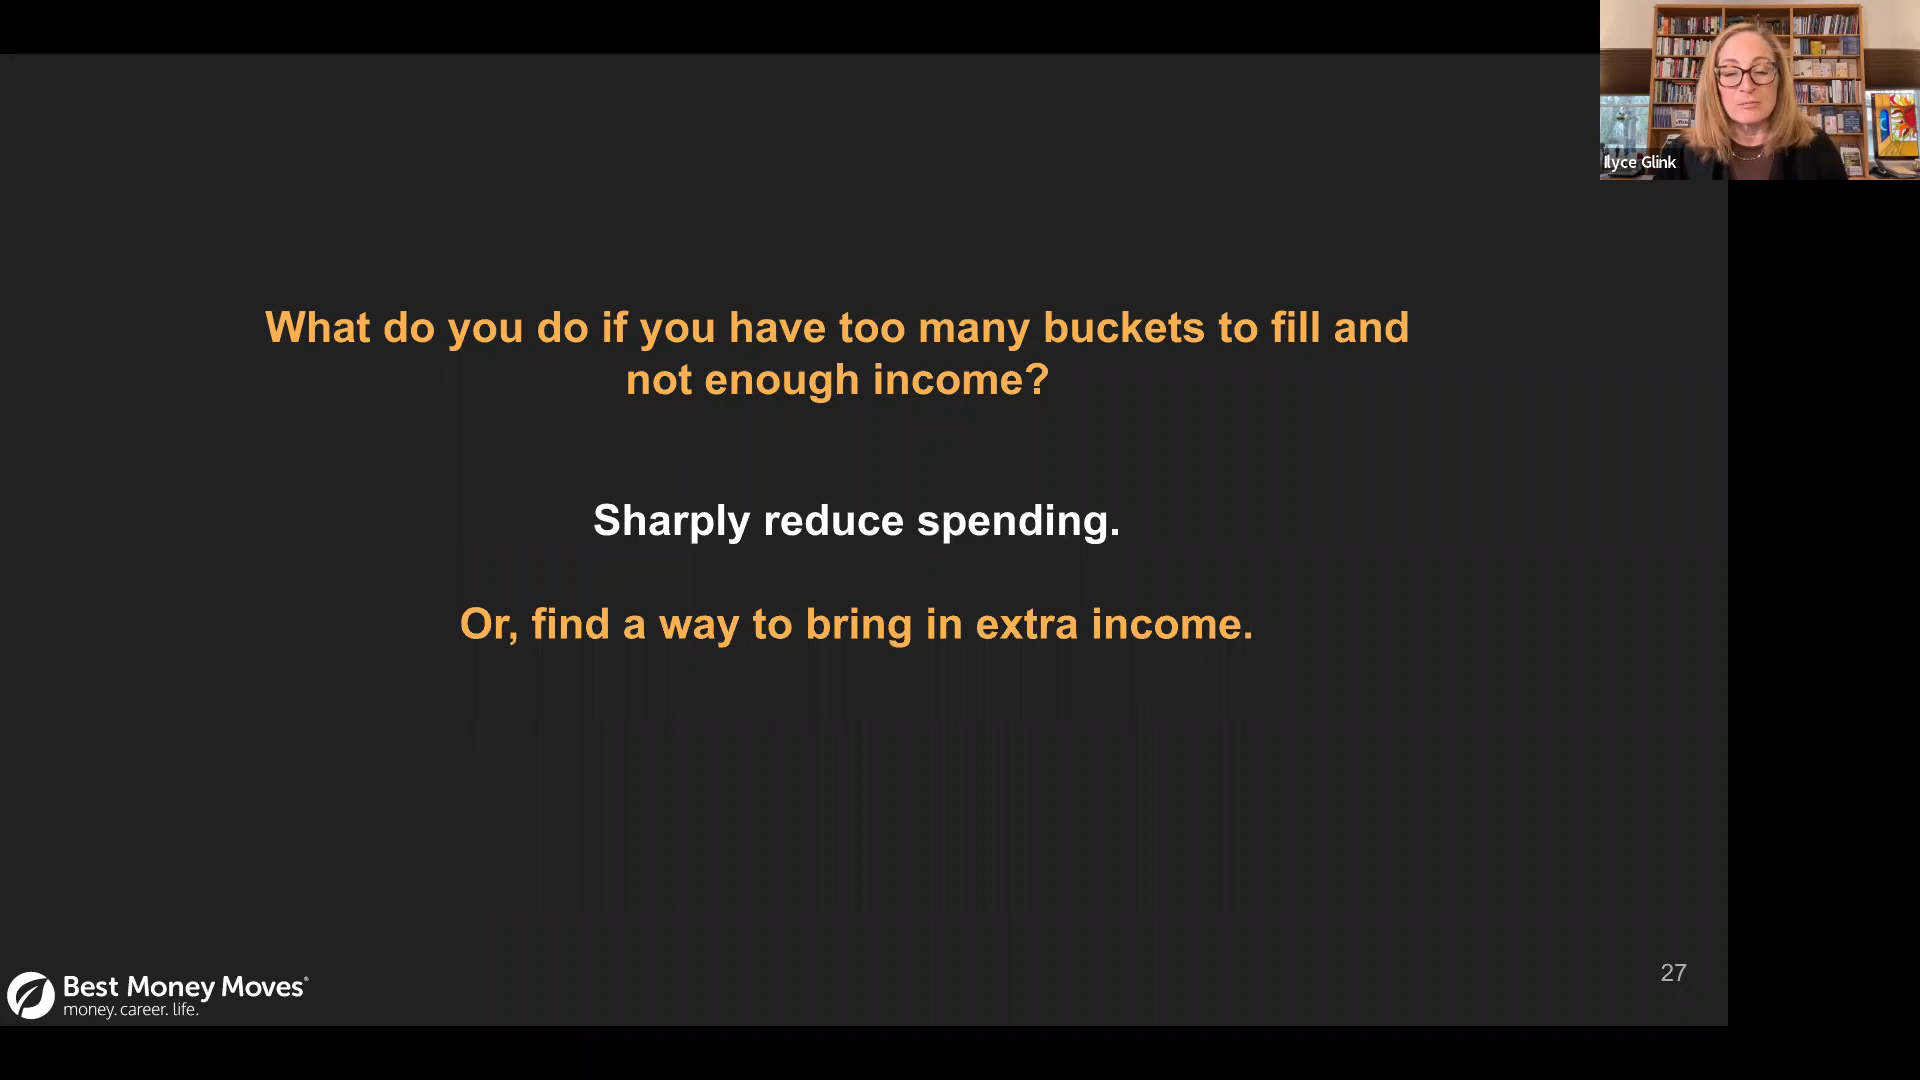 Ilyce Glink
What do you do if you have too many buckets to fill and
not enough income?
Sharply reduce spending.
Or, find a way to bring in extra income.
Best Money Moves®
money. career. life.
27